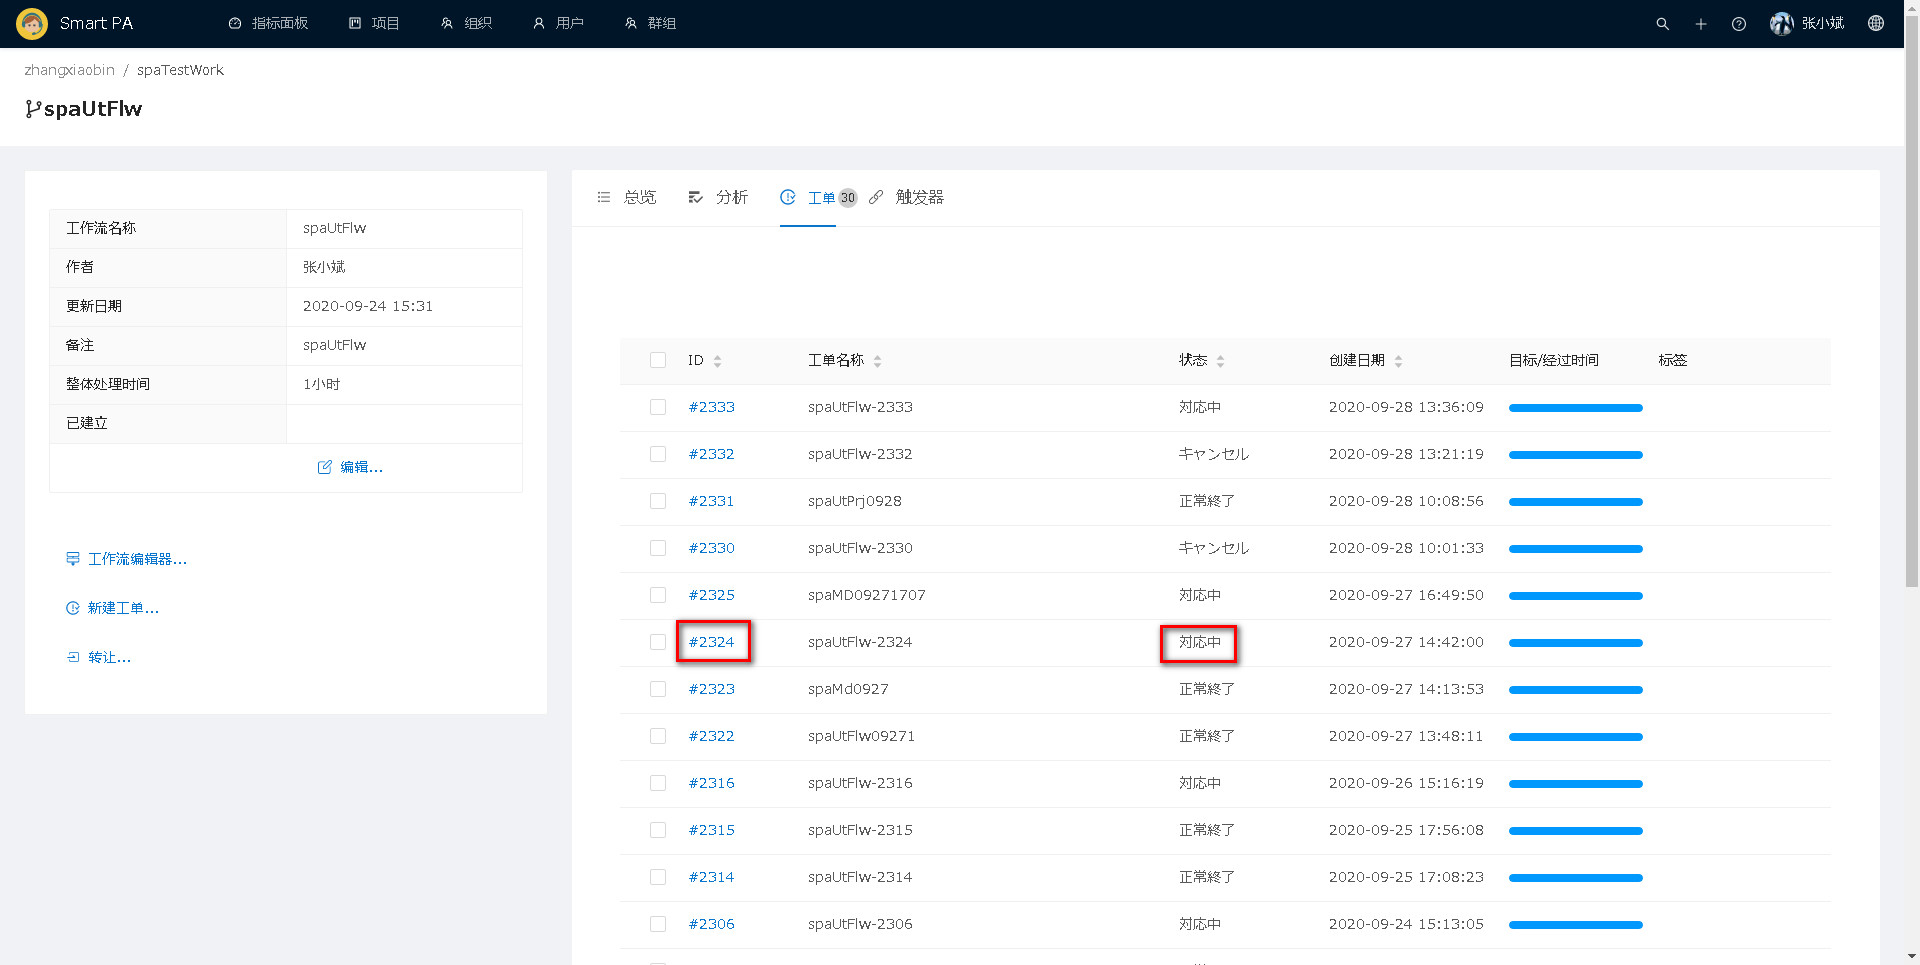 Smart PA 指标面板 项目 组织 用户 群组 张小斌
zhangxiaobin / spaTestWork
spaUtFlw
工作流名称 spaUtFlw
作者 张小斌
更新日期 2020-09-24 15:31
备注 spaUtFlw
整体处理时间 1小时
已建立
编辑...
工作流编辑器...
新建工单...
转让...
总览 分析 工单 30 触发器
ID 工单名称 状态 创建日期 目标/经过时间 标签
#2333 spaUtFlw-2333 対応中 2020-09-28 13:36:09
#2332 spaUtFlw-2332 キャンセル 2020-09-28 13:21:19
#2331 spaUtPrj0928 正常終了 2020-09-28 10:08:56
#2330 spaUtFlw-2330 キャンセル 2020-09-28 10:01:33
#2325 spaMD09271707 対応中 2020-09-27 16:49:50
#2324 spaUtFlw-2324 対応中 2020-09-27 14:42:00
#2323 spaMd0927 正常終了 2020-09-27 14:13:53
#2322 spaUtFlw09271 正常終了 2020-09-27 13:48:11
#2316 spaUtFlw-2316 対応中 2020-09-26 15:16:19
#2315 spaUtFlw-2315 正常終了 2020-09-25 17:56:08
#2314 spaUtFlw-2314 正常終了 2020-09-25 17:08:23
#2306 spaUtFlw-2306 対応中 2020-09-24 15:13:05